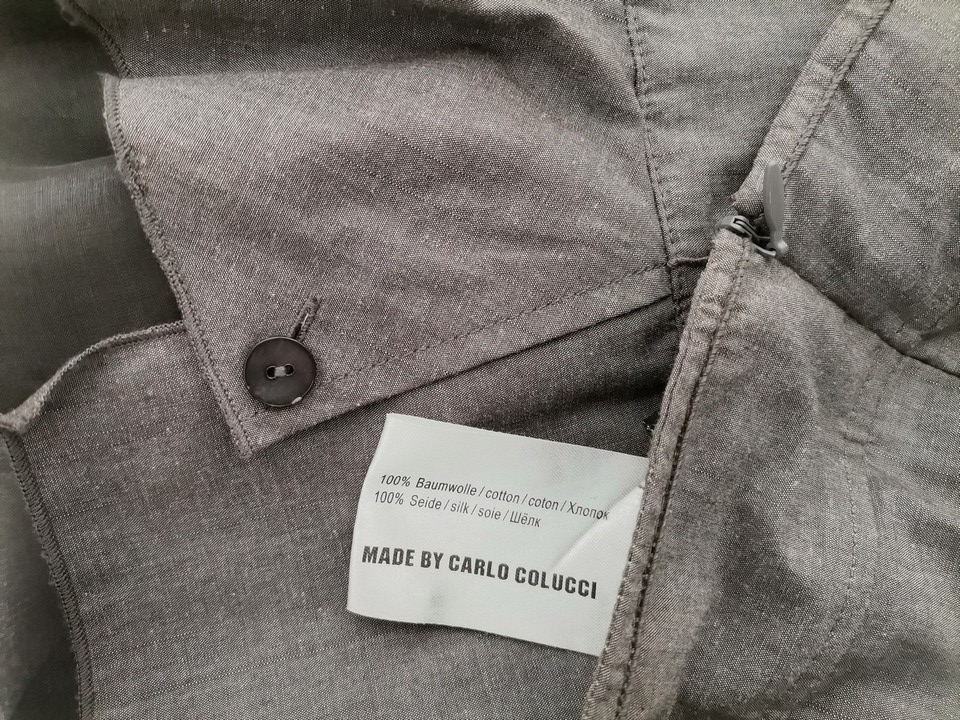 100% Baumwolle / cotton / coton / Хлопок
100% Seide / silk / soie / Шёлк
MADE BY CARLO COLUCCI